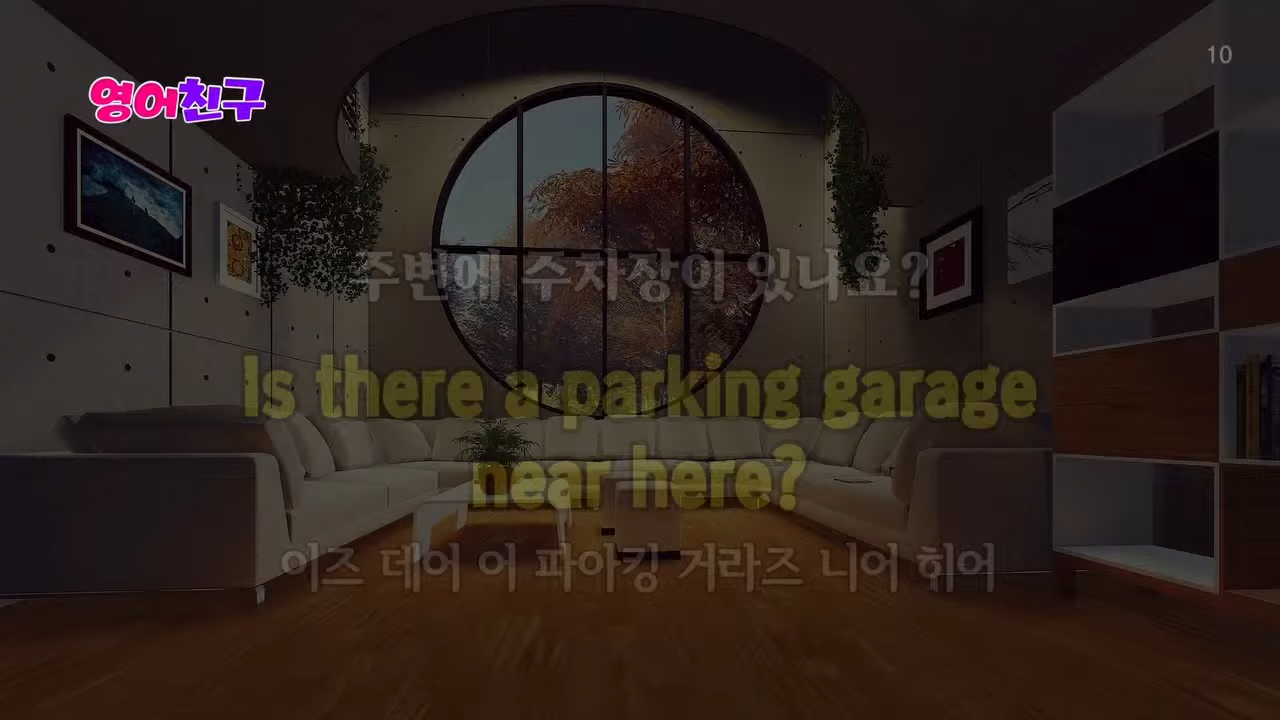 10
영어친구
주변에 주차장이 있나요?
Is there a parking garage
near here?
이즈 데어 어 파아킹 거라즈 니어 히어